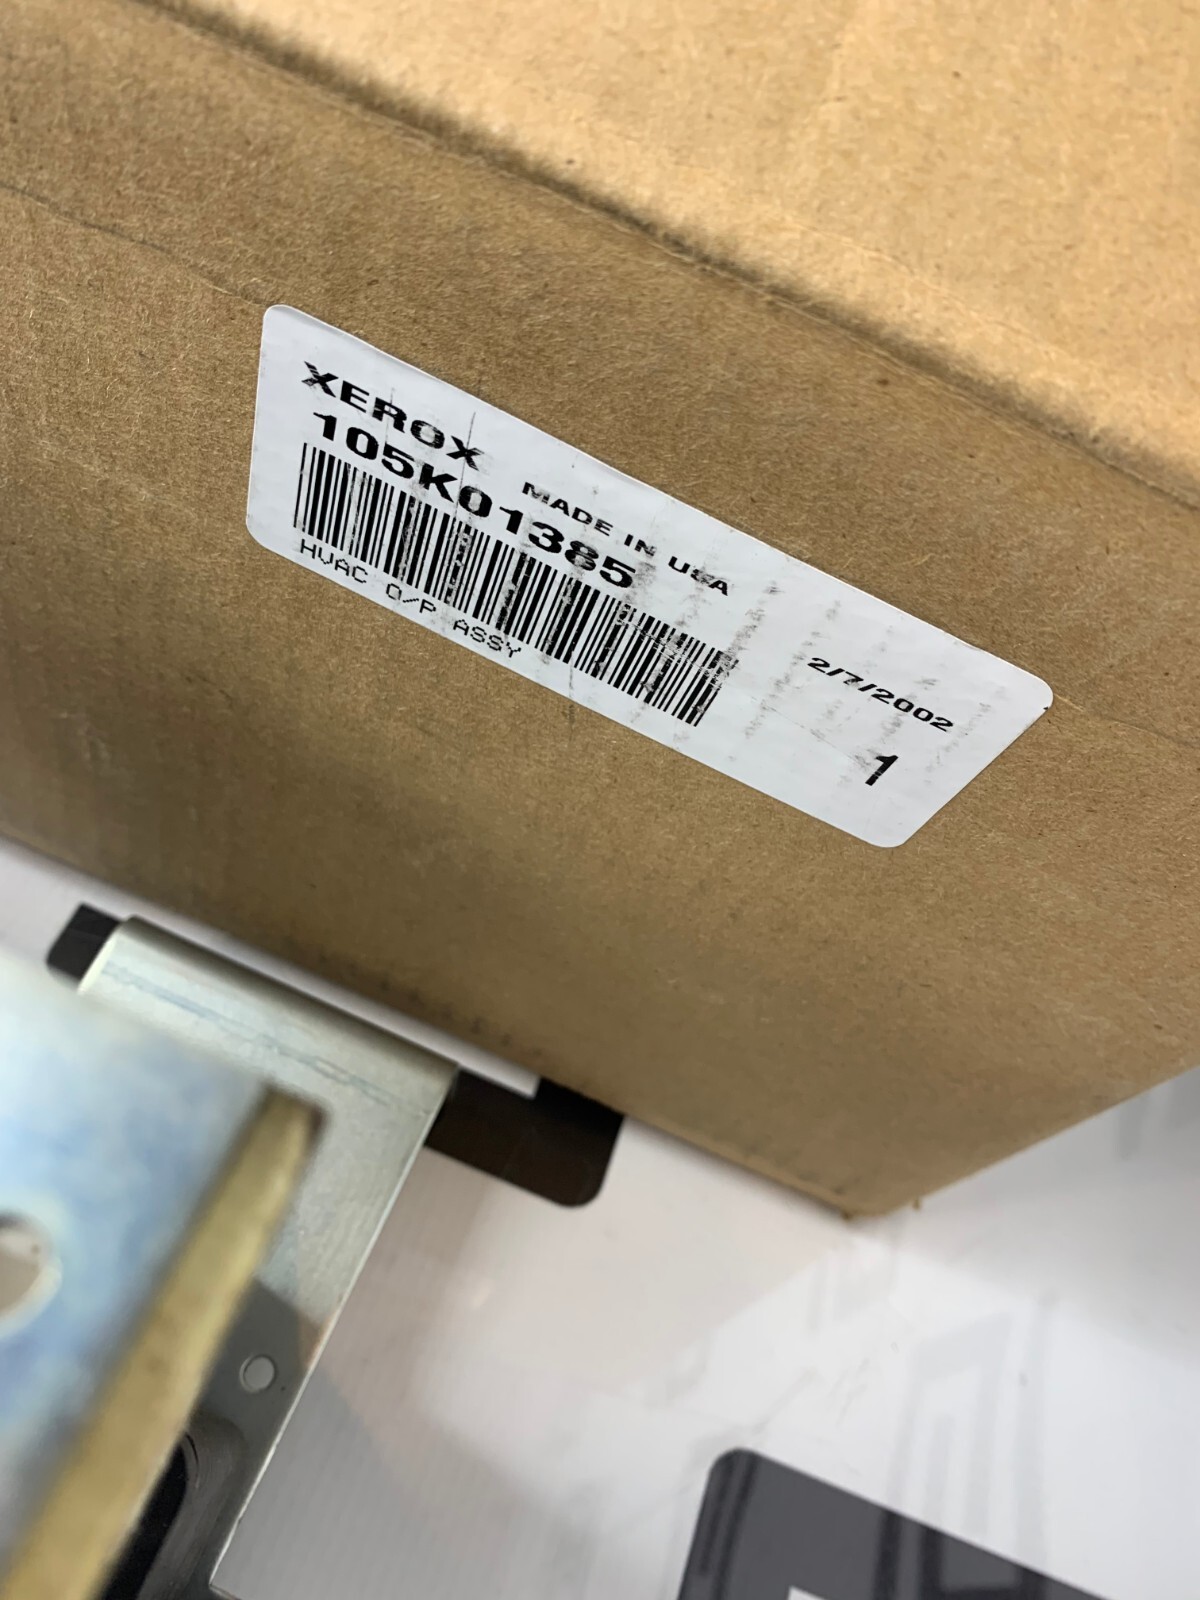 XEROX MADE IN USA
105K01385
HVAC O/P ASSY
2/7/2002
1